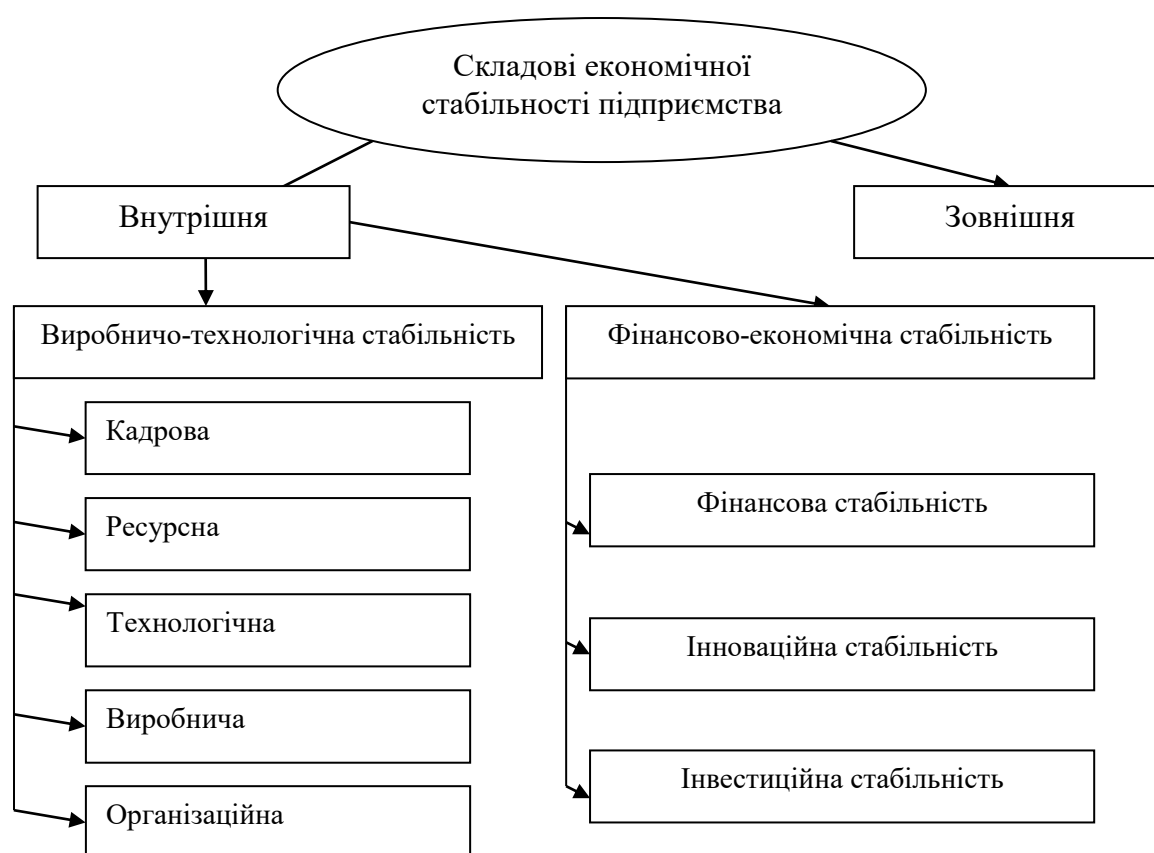 Складові економічної
стабільності підприємства
Внутрішня
Зовнішня
Виробничо-технологічна стабільність
Фінансово-економічна стабільність
Кадрова
Ресурсна
Технологічна
Виробнича
Організаційна
Фінансова стабільність
Інноваційна стабільність
Інвестиційна стабільність